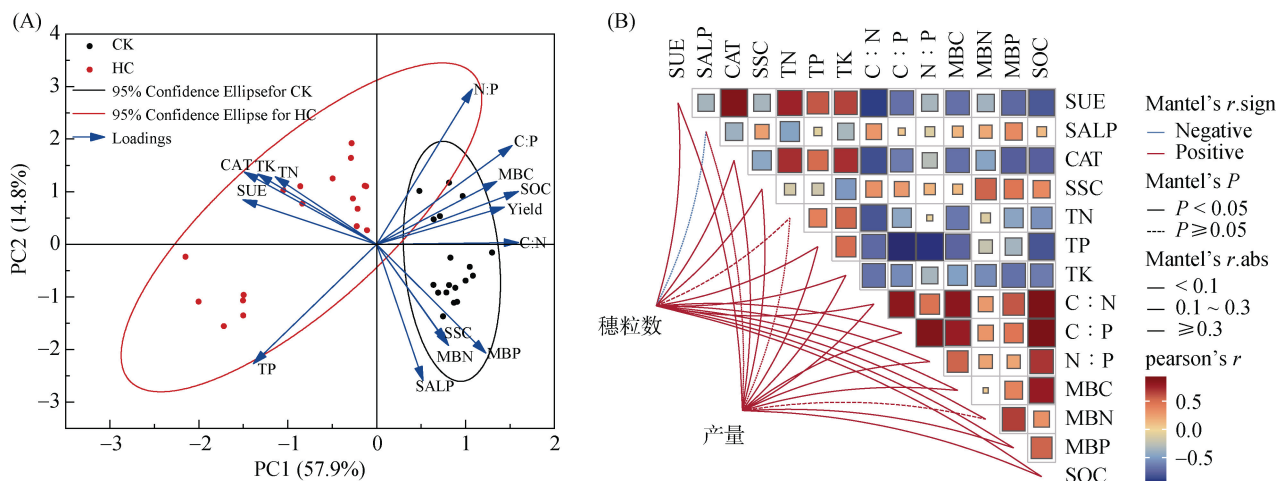 (A)
4
3
2
1
0
−1
−2
−3
PC2 (14.8%)
CK
HC
95% Confidence Ellipsefor CK
95% Confidence Ellipse for HC
Loadings
N:P
C:P
MBC
SOC
Yield
C:N
CAT
TK
TN
SUE
TP
SSC
MBN
MBP
SALP
−3
−2
−1
0
1
2
PC1 (57.9%)
(B)
SUE
SALP
CAT
SSC
TN
TP
TK
C∶N
C∶P
N∶P
MBC
MBN
MBP
SOC
SUE
SALP
CAT
SSC
TN
TP
TK
C∶N
C∶P
N∶P
MBC
MBN
MBP
SOC
穗粒数
产量
Mantel's r.sign
Negative
Positive
Mantel's P
P < 0.05
P ⩾ 0.05
Mantel's r.abs
< 0.1
0.1 ~ 0.3
⩾0.3
pearson's r
0.5
0.0
−0.5